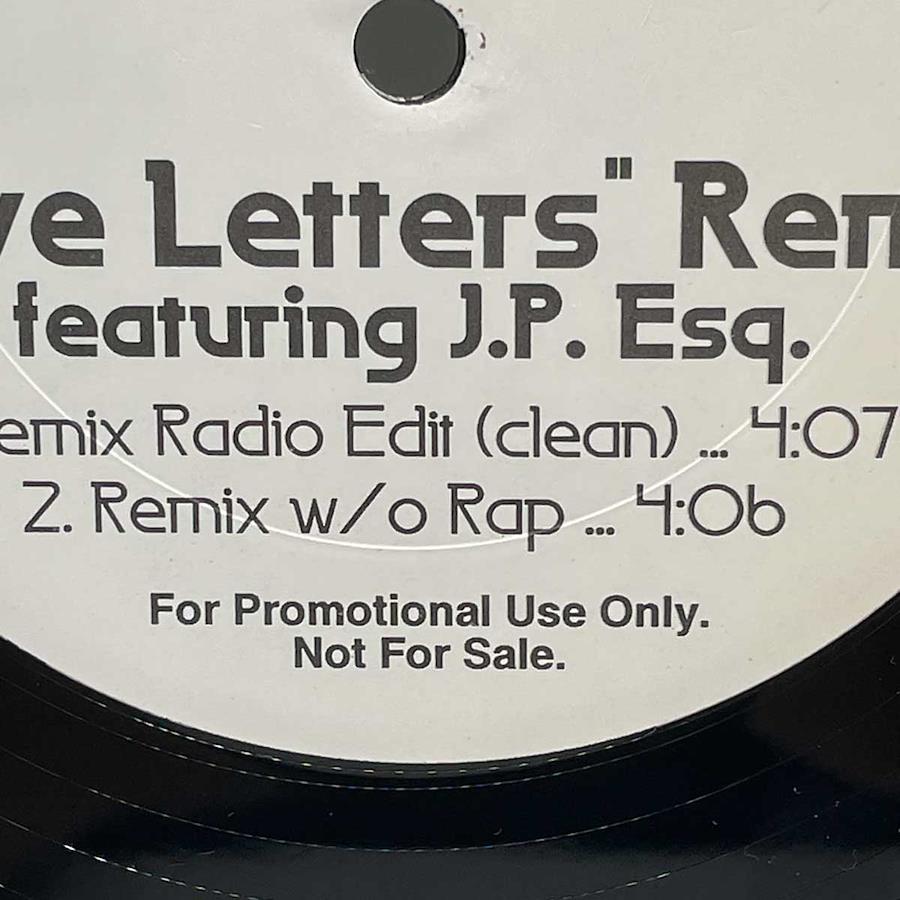 ve Letters" Rem
featuring J.P. Esq.
emix Radio Edit (clean) ... 4:07
2. Remix w/o Rap ... 4:06
For Promotional Use Only.
Not For Sale.